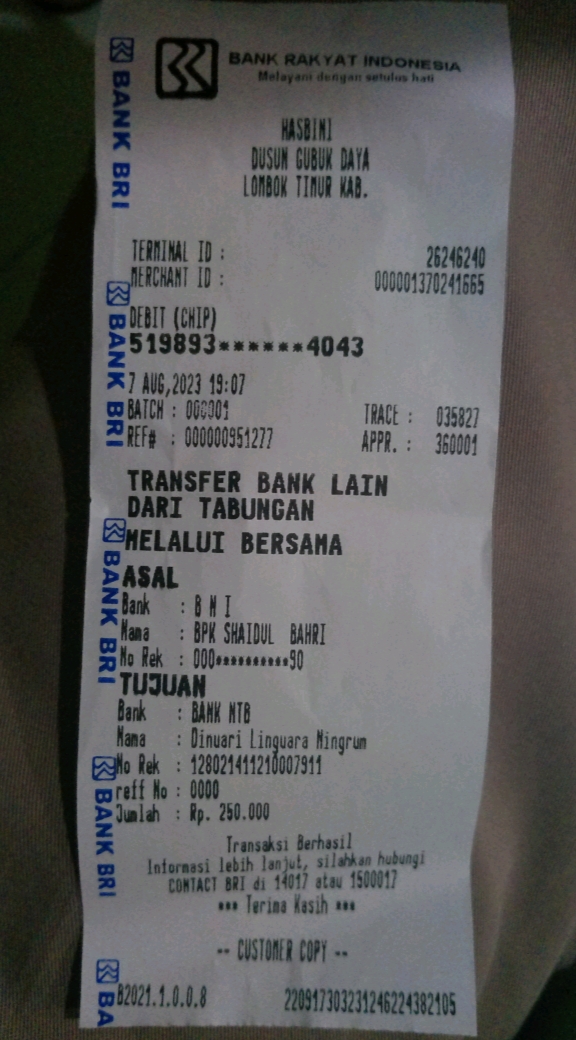 BANK RAKYAT INDONESIA
Melayani dengan setulus hati
HASBINI
DUSUN GUBUK DAYA
LOMBOK TIMUR KAB.
TERMINAL ID : 26246240
MERCHANT ID : 000001370241665
DEBIT (CHIP)
519893******4043
7 AUG,2023 19:07
BATCH : 000001 TRACE : 035827
REF# : 000000951277 APPR. : 360001
TRANSFER BANK LAIN
DARI TABUNGAN
MELALUI BERSAMA
ASAL
Bank : B N I
Nama : BPK SHAIDUL BAHRI
No Rek : 000**********90
TUJUAN
Bank : BANK NTB
Nama : Dinuari Linguara Ningrum
No Rek : 128021411210007911
reff No : 0000
Jumlah : Rp. 250.000
Transaksi Berhasil
Informasi lebih lanjut, silahkan hubungi
CONTACT BRI di 14017 atau 1500017
*** Terima Kasih ***
-- CUSTOMER COPY --
B2021.1.0.0.8 220917303231246224382105
BANK BRI
BANK BRI
BANK BRI
BANK BRI
BA